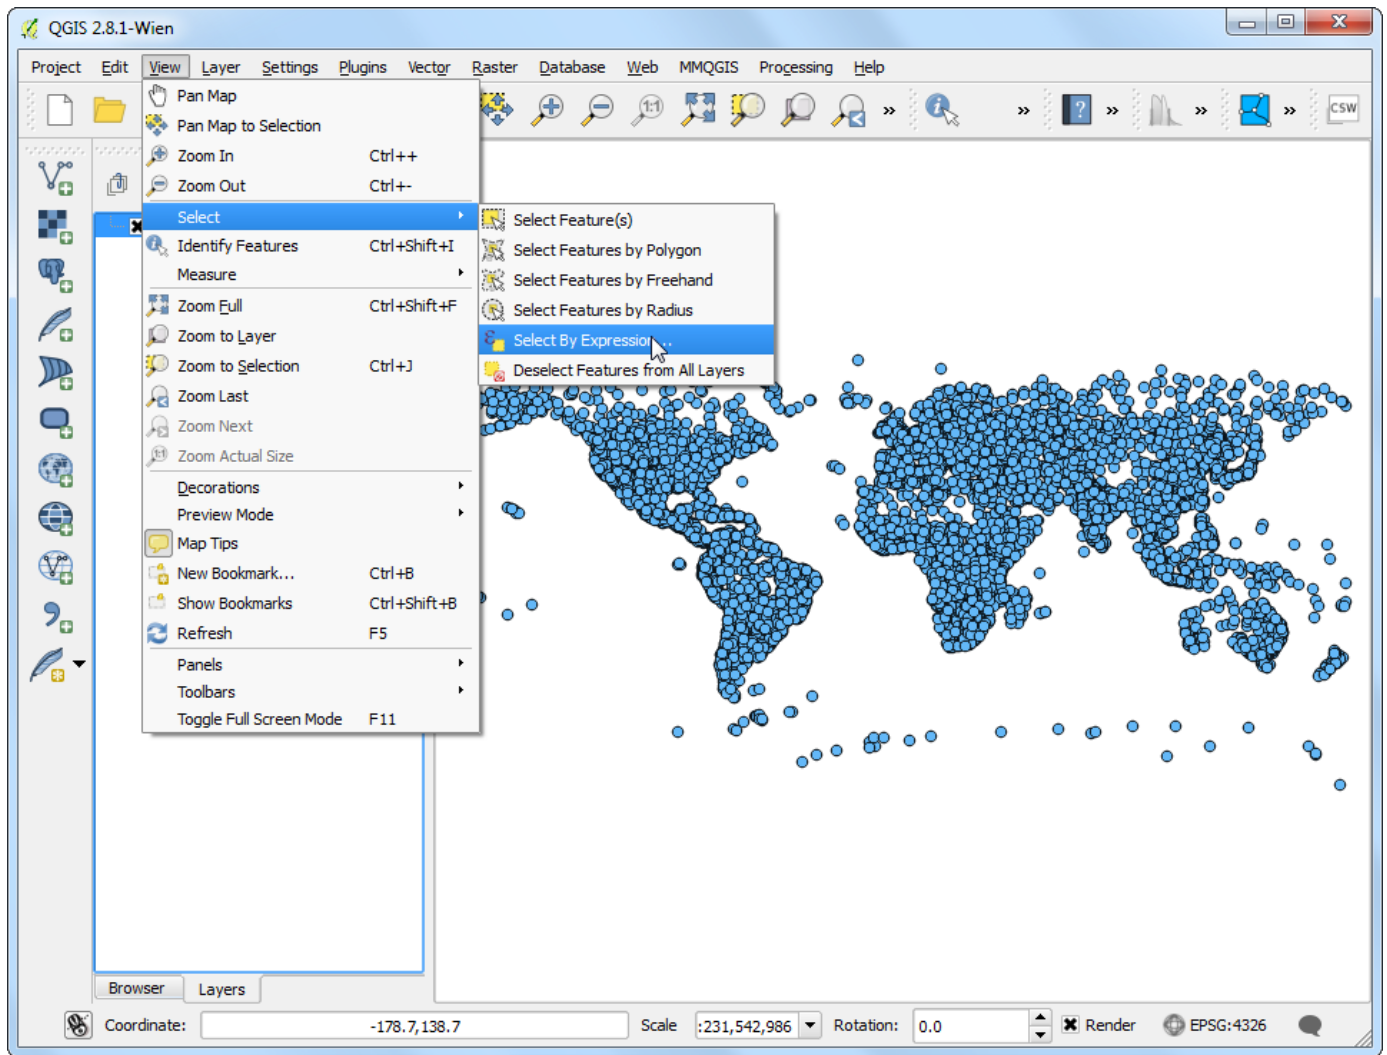 QGIS 2.8.1-Wien
Project Edit View Layer Settings Plugins Vector Raster Database Web MMQGIS Processing Help
1:1 » » ? » » » CSW
Pan Map
Pan Map to Selection
Zoom In Ctrl++
Zoom Out Ctrl+-
Select
Identify Features Ctrl+Shift+I
Measure
Zoom Full Ctrl+Shift+F
Zoom to Layer
Zoom to Selection Ctrl+J
Zoom Last
Zoom Next
1:1 Zoom Actual Size
Decorations
Preview Mode
Map Tips
New Bookmark... Ctrl+B
Show Bookmarks Ctrl+Shift+B
Refresh F5
Panels
Toolbars
Toggle Full Screen Mode F11
Select Feature(s)
Select Features by Polygon
Select Features by Freehand
Select Features by Radius
Select By Expression...
Deselect Features from All Layers
Browser Layers
Coordinate: -178.7,138.7 Scale :231,542,986 Rotation: 0.0 Render EPSG:4326